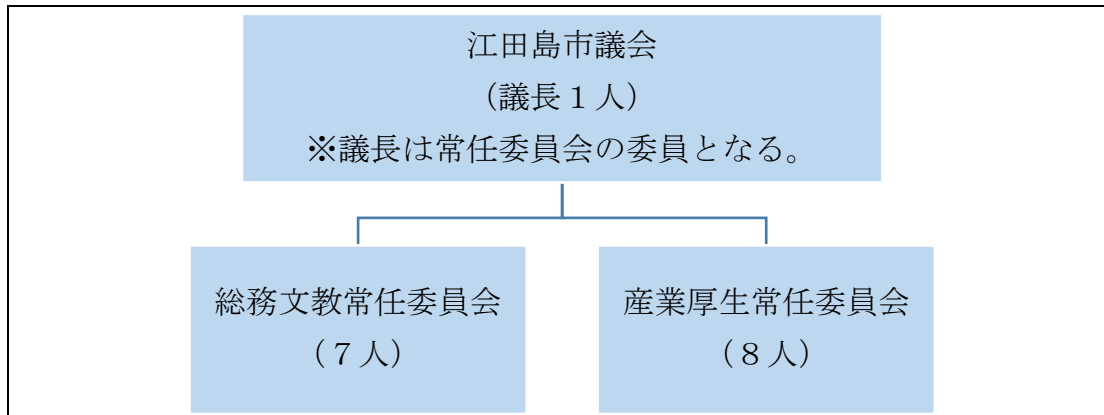 江田島市議会
（議長１人）
※議長は常任委員会の委員となる。
総務文教常任委員会
（７人）
産業厚生常任委員会
（８人）